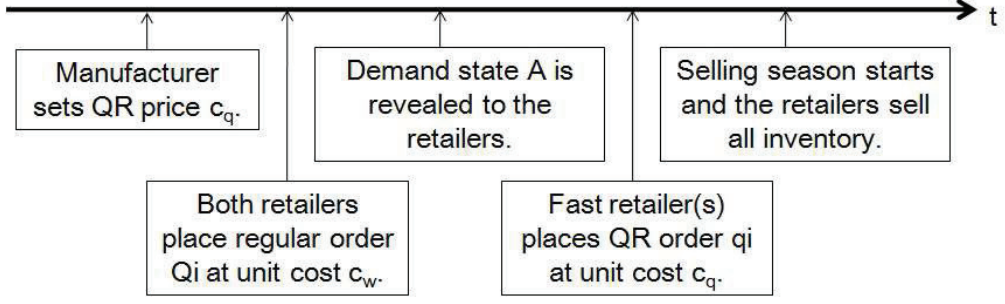 t
Manufacturer
sets QR price c_q.
Demand state A is
revealed to the
retailers.
Selling season starts
and the retailers sell
all inventory.
Both retailers
place regular order
Qi at unit cost c_w.
Fast retailer(s)
places QR order qi
at unit cost c_q.